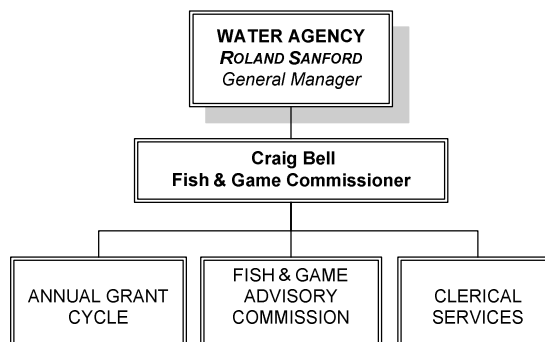 WATER AGENCY
ROLAND SANFORD
General Manager
Craig Bell
Fish & Game Commissioner
ANNUAL GRANT
CYCLE
FISH & GAME
ADVISORY
COMMISSION
CLERICAL
SERVICES